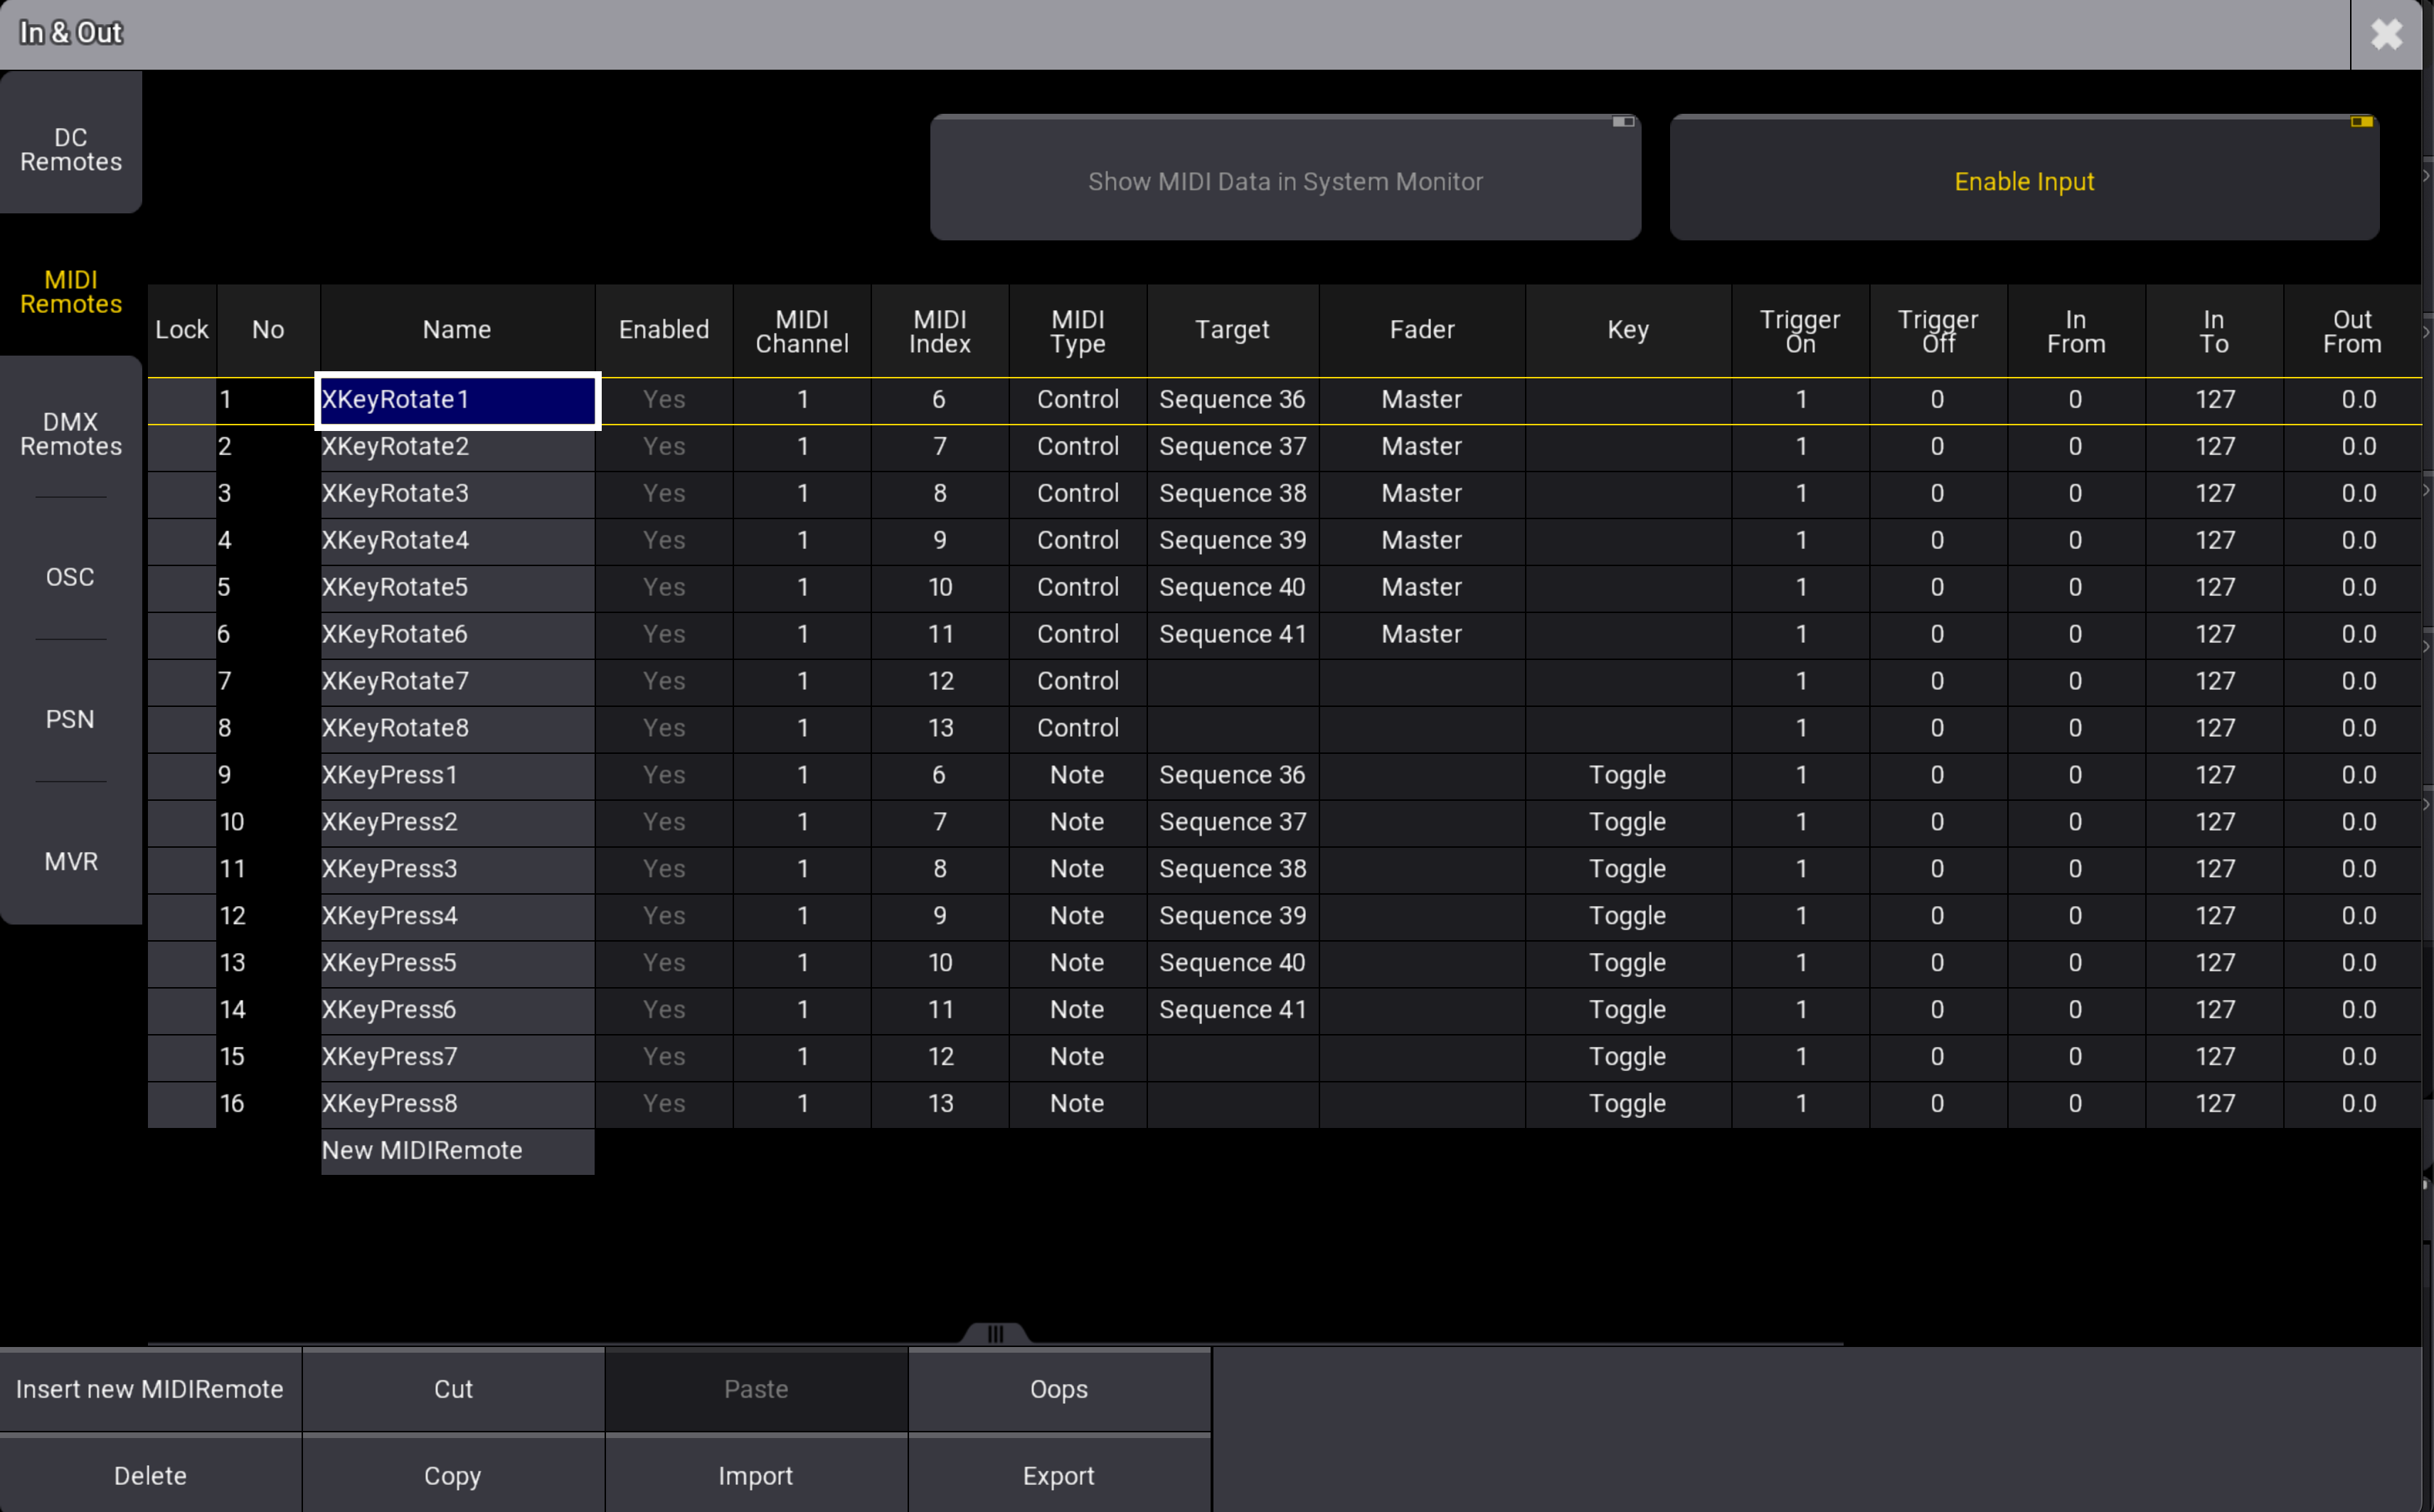 In & Out
DC
Remotes
MIDI
Remotes
DMX
Remotes
OSC
PSN
MVR
Show MIDI Data in System Monitor
Enable Input
Lock No Name Enabled MIDI Channel MIDI Index MIDI Type Target Fader Key Trigger On Trigger Off In From In To Out From
1 XKeyRotate1 Yes 1 6 Control Sequence 36 Master 1 0 0 127 0.0
2 XKeyRotate2 Yes 1 7 Control Sequence 37 Master 1 0 0 127 0.0
3 XKeyRotate3 Yes 1 8 Control Sequence 38 Master 1 0 0 127 0.0
4 XKeyRotate4 Yes 1 9 Control Sequence 39 Master 1 0 0 127 0.0
5 XKeyRotate5 Yes 1 10 Control Sequence 40 Master 1 0 0 127 0.0
6 XKeyRotate6 Yes 1 11 Control Sequence 41 Master 1 0 0 127 0.0
7 XKeyRotate7 Yes 1 12 Control 1 0 0 127 0.0
8 XKeyRotate8 Yes 1 13 Control 1 0 0 127 0.0
9 XKeyPress1 Yes 1 6 Note Sequence 36 Toggle 1 0 0 127 0.0
10 XKeyPress2 Yes 1 7 Note Sequence 37 Toggle 1 0 0 127 0.0
11 XKeyPress3 Yes 1 8 Note Sequence 38 Toggle 1 0 0 127 0.0
12 XKeyPress4 Yes 1 9 Note Sequence 39 Toggle 1 0 0 127 0.0
13 XKeyPress5 Yes 1 10 Note Sequence 40 Toggle 1 0 0 127 0.0
14 XKeyPress6 Yes 1 11 Note Sequence 41 Toggle 1 0 0 127 0.0
15 XKeyPress7 Yes 1 12 Note Toggle 1 0 0 127 0.0
16 XKeyPress8 Yes 1 13 Note Toggle 1 0 0 127 0.0
New MIDIRemote
Insert new MIDIRemote Cut Paste Oops
Delete Copy Import Export